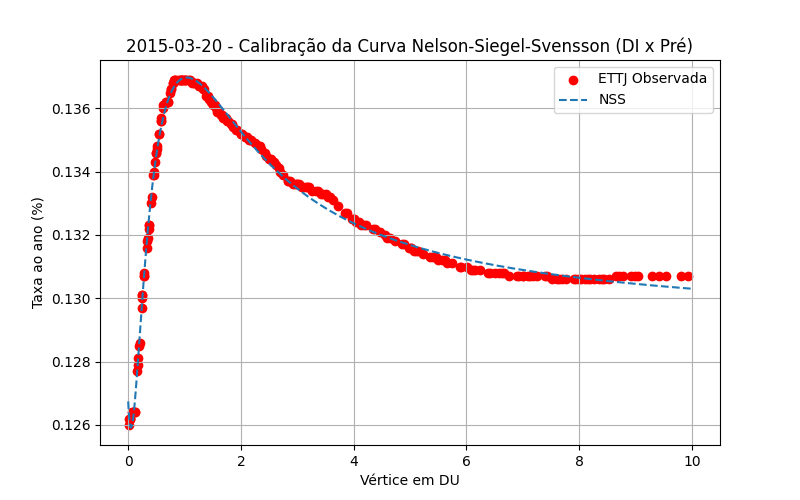 2015-03-20 - Calibração da Curva Nelson-Siegel-Svensson (DI x Pré)
ETTJ Observada
NSS
Taxa ao ano (%)
0.136
0.134
0.132
0.130
0.128
0.126
0 2 4 6 8 10
Vértice em DU